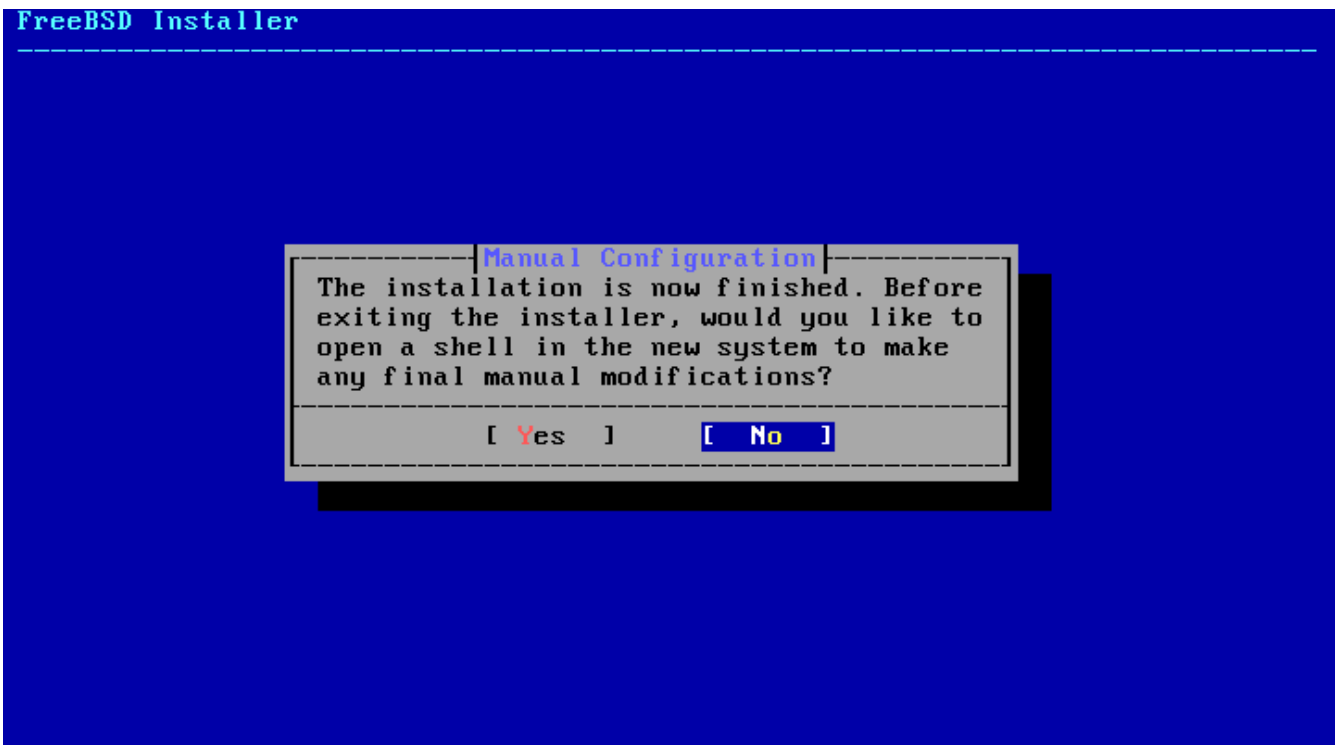 FreeBSD Installer
Manual Configuration
The installation is now finished. Before
exiting the installer, would you like to
open a shell in the new system to make
any final manual modifications?
[ Yes ] [ No ]